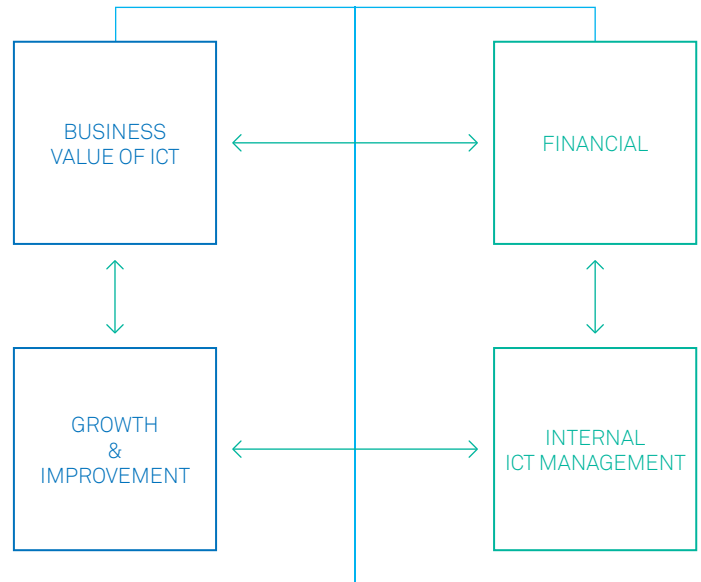 BUSINESS
VALUE OF ICT
FINANCIAL
GROWTH
&
IMPROVEMENT
INTERNAL
ICT MANAGEMENT